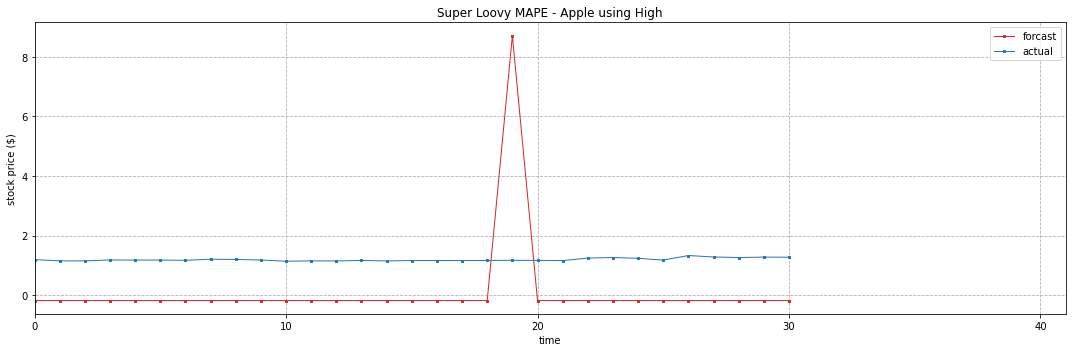 Super Loovy MAPE - Apple using High
forcast
actual
stock price ($)
8
6
4
2
0
0 10 20 30 40
time